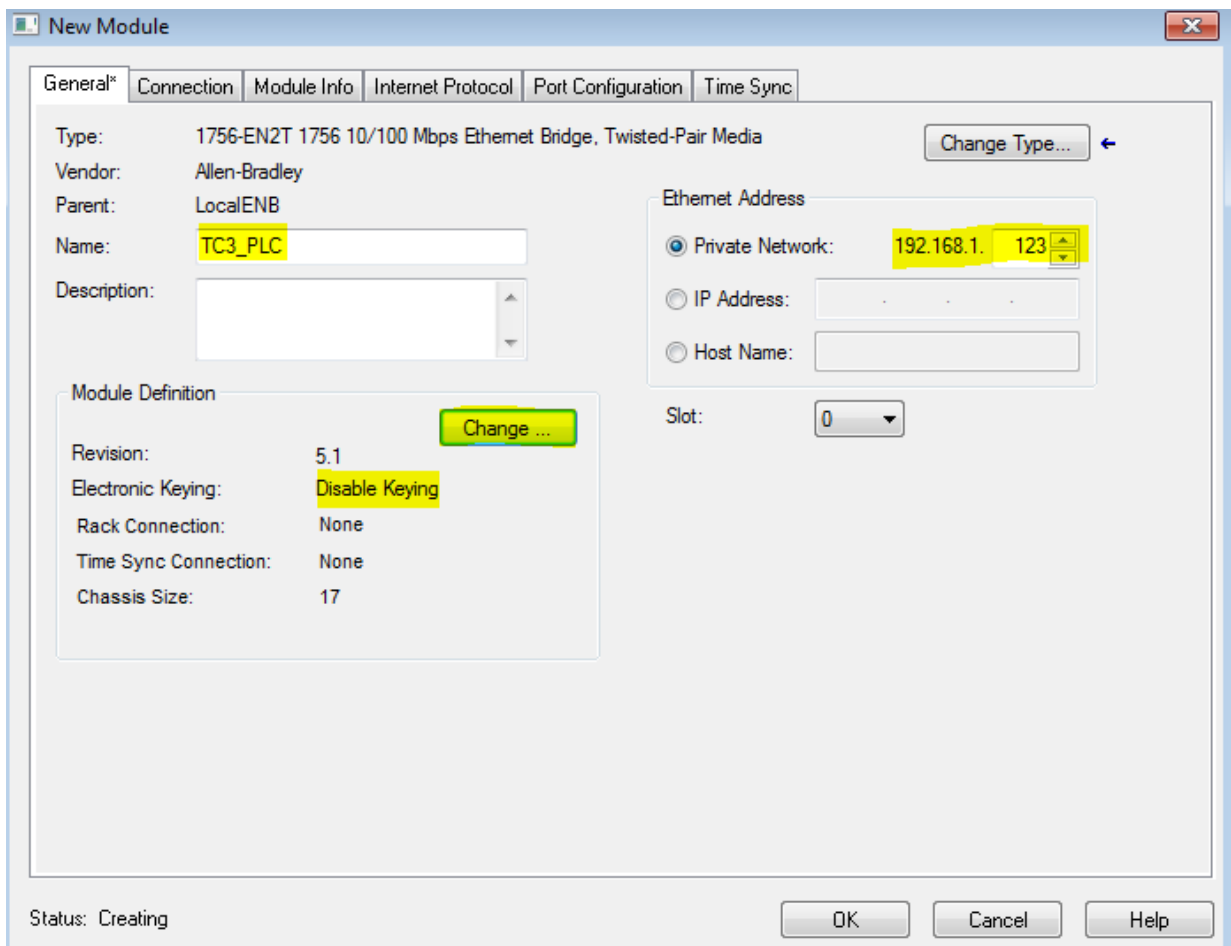 New Module
General* Connection Module Info Internet Protocol Port Configuration Time Sync
Type: 1756-EN2T 1756 10/100 Mbps Ethernet Bridge, Twisted-Pair Media
Change Type...
Vendor: Allen-Bradley
Parent: LocalENB
Name: TC3_PLC
Description:
Ethernet Address
Private Network: 192.168.1. 123
IP Address: . . .
Host Name:
Module Definition
Change ...
Revision: 5.1
Electronic Keying: Disable Keying
Rack Connection: None
Time Sync Connection: None
Chassis Size: 17
Slot: 0
Status: Creating
OK Cancel Help